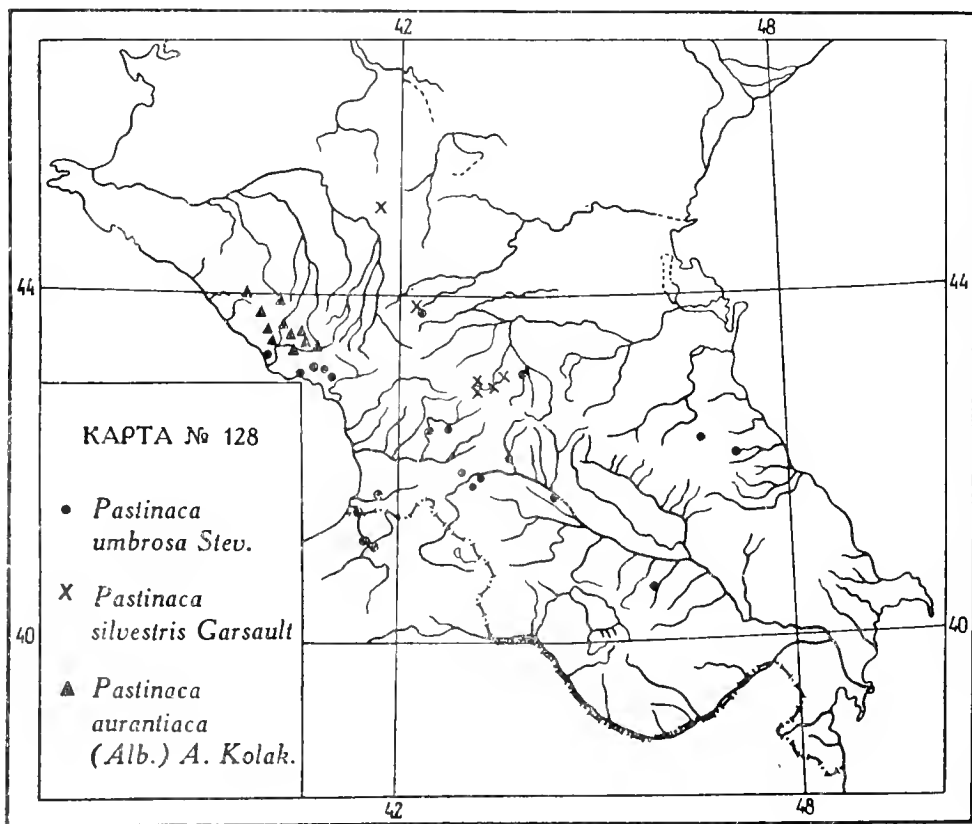 42 48
44 44
КАРТА № 128
Pastinaca
umbrosa Stev.
Pastinaca
silvestris Garsault
Pastinaca
aurantiaca
(Alb.) A. Kolak.
40 40
42 48